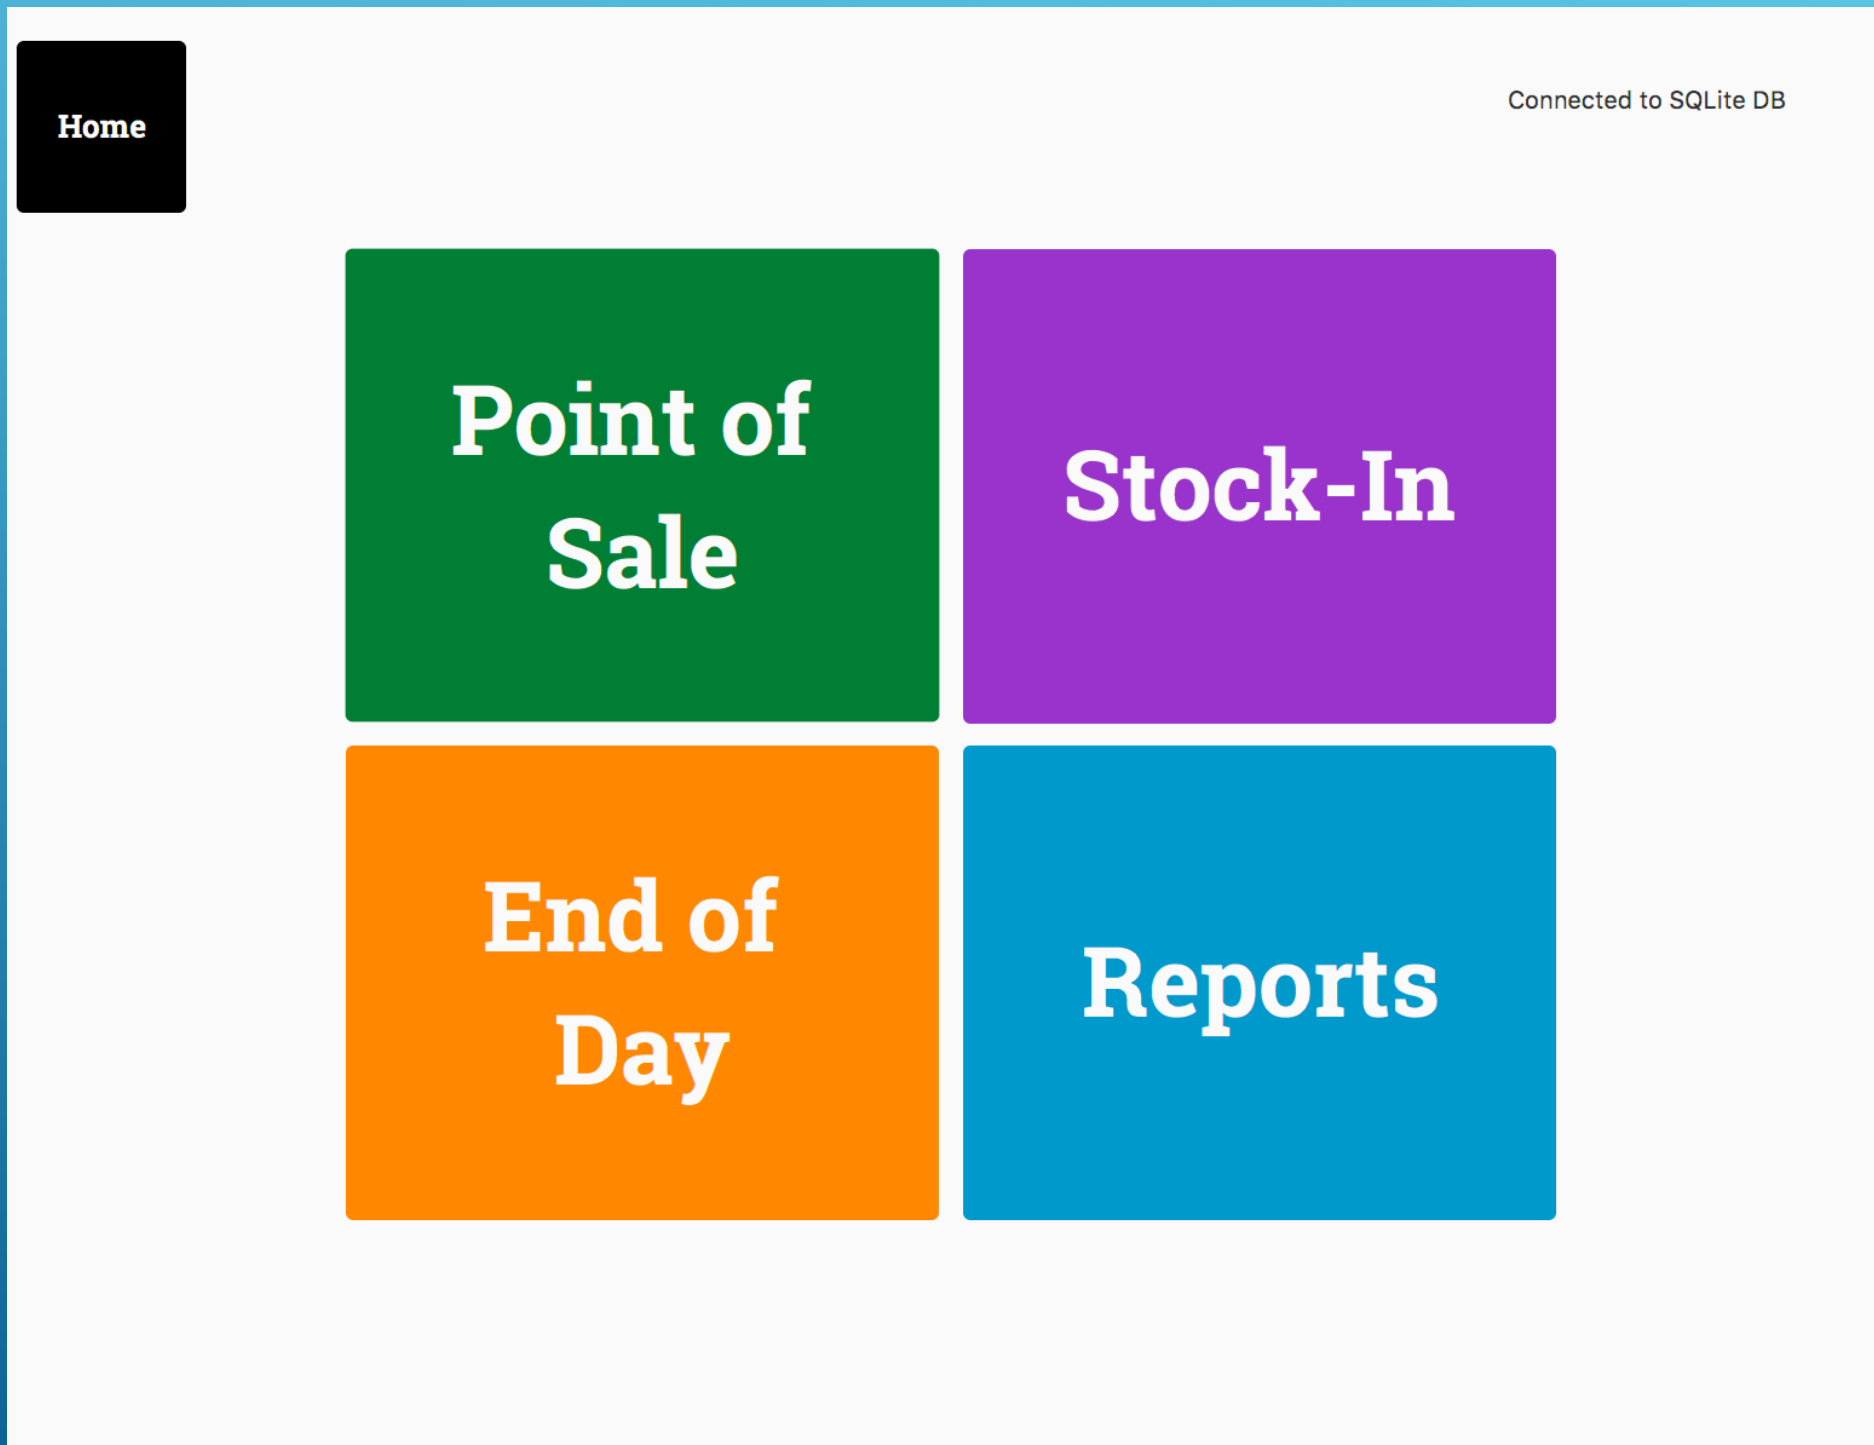 Home
Connected to SQLite DB
Point of
Sale
Stock-In
End of
Day
Reports